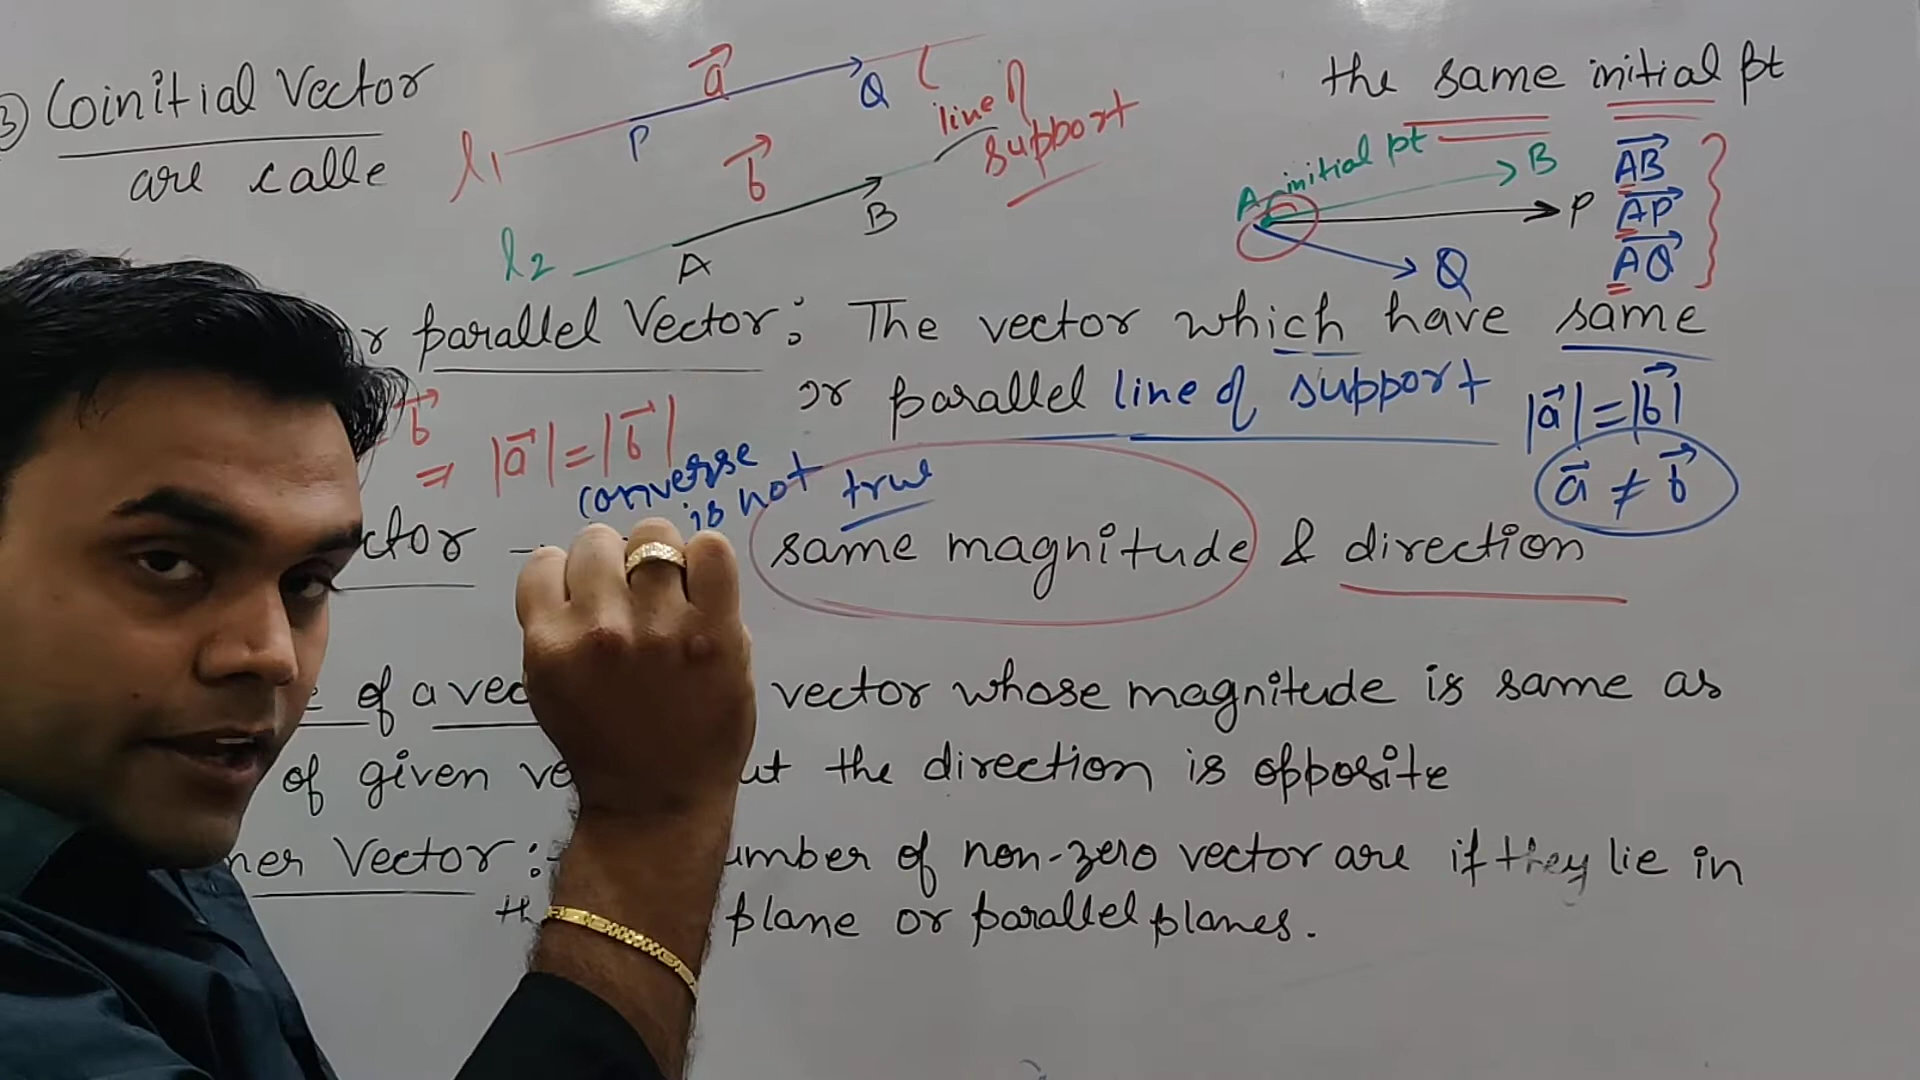 3) Coinitial Vector
are calle
the same initial pt
l₁ P a⃗ Q
line of support
l₂ A b⃗ B
A initial pt B
P
Q
A⃗B⃗
A⃗P⃗
A⃗Q⃗
r parallel Vector : The vector which have same
or parallel line of support
b⃗
⇒ |a⃗| = |b⃗|
converse is not true
|a⃗| = |b⃗|
a⃗ ≠ b⃗
ctor same magnitude & direction
of a vec vector whose magnitude is same as
of given ve ut the direction is opposite
ner Vector :- umber of non-zero vector are if they lie in
th plane or parallel planes.